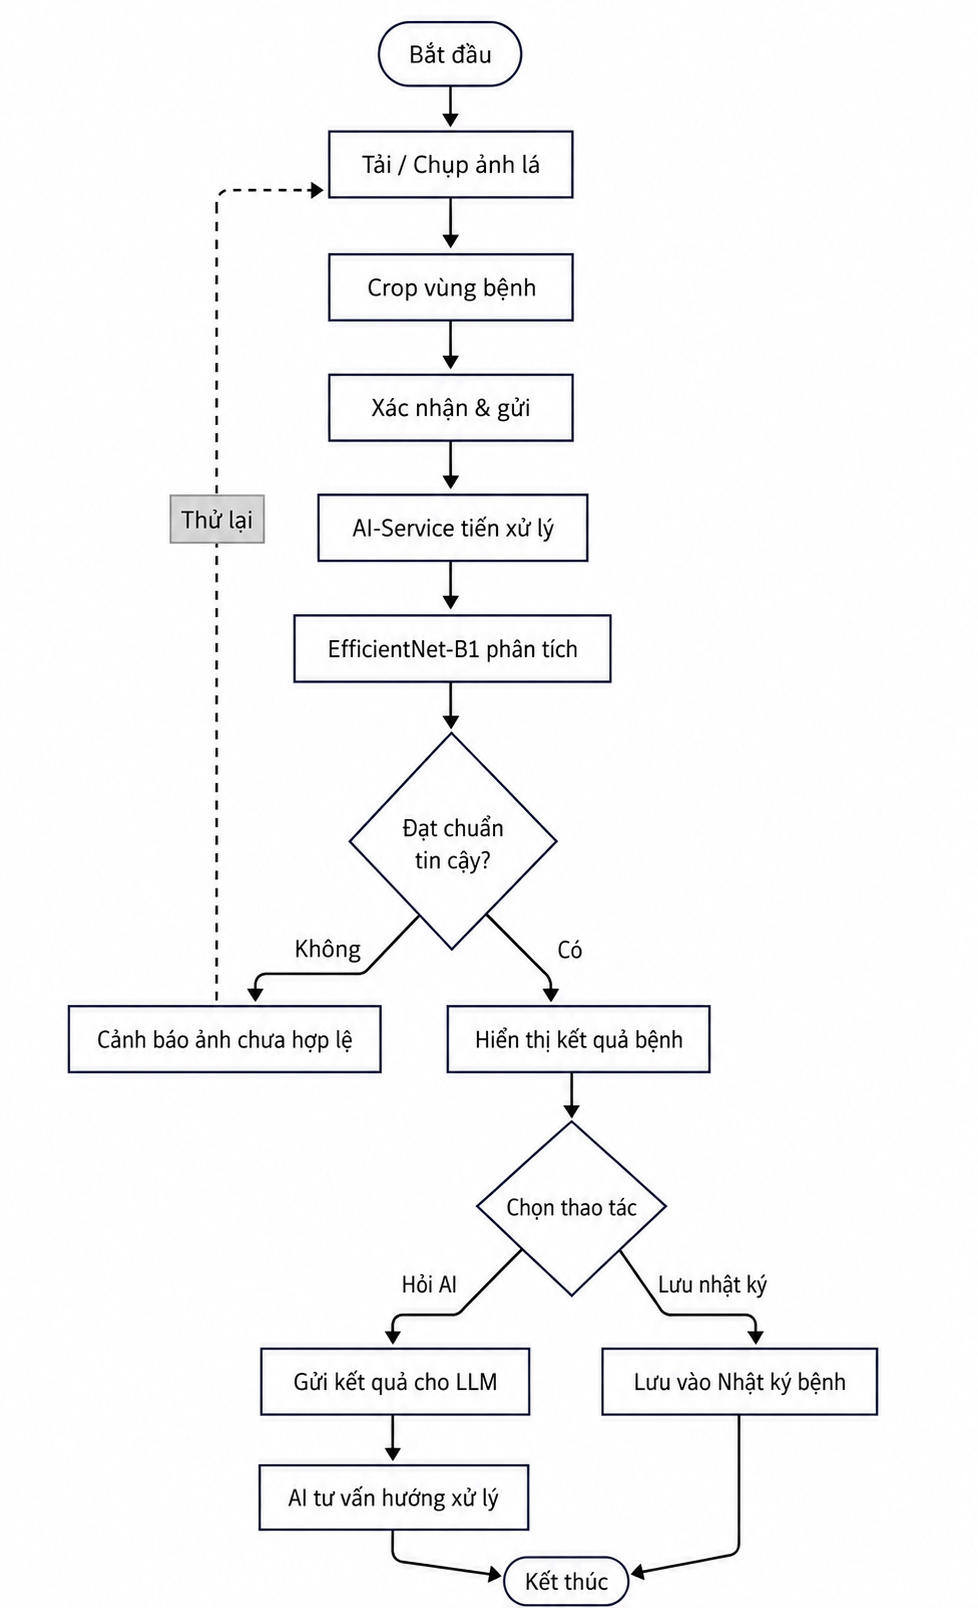 Bắt đầu
Tải / Chụp ảnh lá
Crop vùng bệnh
Xác nhận & gửi
Thử lại
AI-Service tiến xử lý
EfficientNet-B1 phân tích
Đạt chuẩn
tin cậy?
Không
Có
Cảnh báo ảnh chưa hợp lệ
Hiển thị kết quả bệnh
Chọn thao tác
Hỏi AI
Lưu nhật ký
Gửi kết quả cho LLM
Lưu vào Nhật ký bệnh
AI tư vấn hướng xử lý
Kết thúc